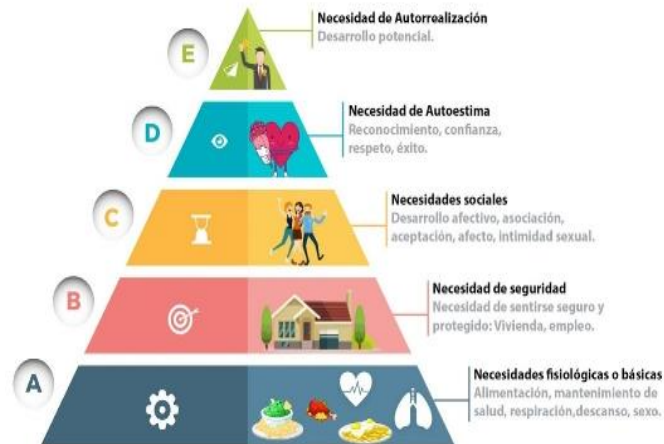 E
Necesidad de Autorrealización
Desarrollo potencial.
D
Necesidad de Autoestima
Reconocimiento, confianza,
respeto, éxito.
C
Necesidades sociales
Desarrollo afectivo, asociación,
aceptación, afecto, intimidad sexual.
B
Necesidad de seguridad
Necesidad de sentirse seguro y
protegido: Vivienda, empleo.
A
Necesidades fisiológicas o básicas
Alimentación, mantenimiento de
salud, respiración,descanso, sexo.